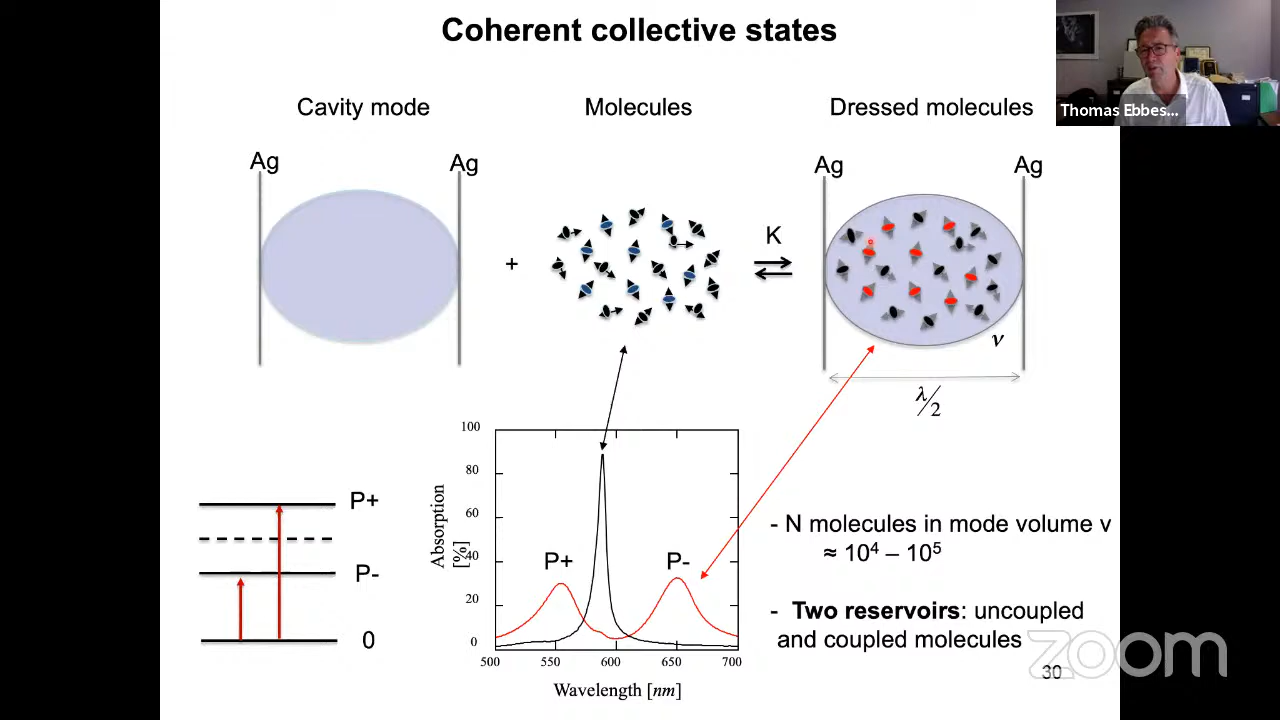 Coherent collective states
Thomas Ebbes...
Cavity mode
Molecules
Dressed molecules
Ag
Ag
Ag
Ag
+
K
ν
λ/2
P+
P-
0
100
80
60
40
20
0
Absorption
[%]
P+
P-
500
550
600
650
700
Wavelength [nm]
- N molecules in mode volume v
≈ 10⁴ – 10⁵
- Two reservoirs: uncoupled
and coupled molecules
zoom
30